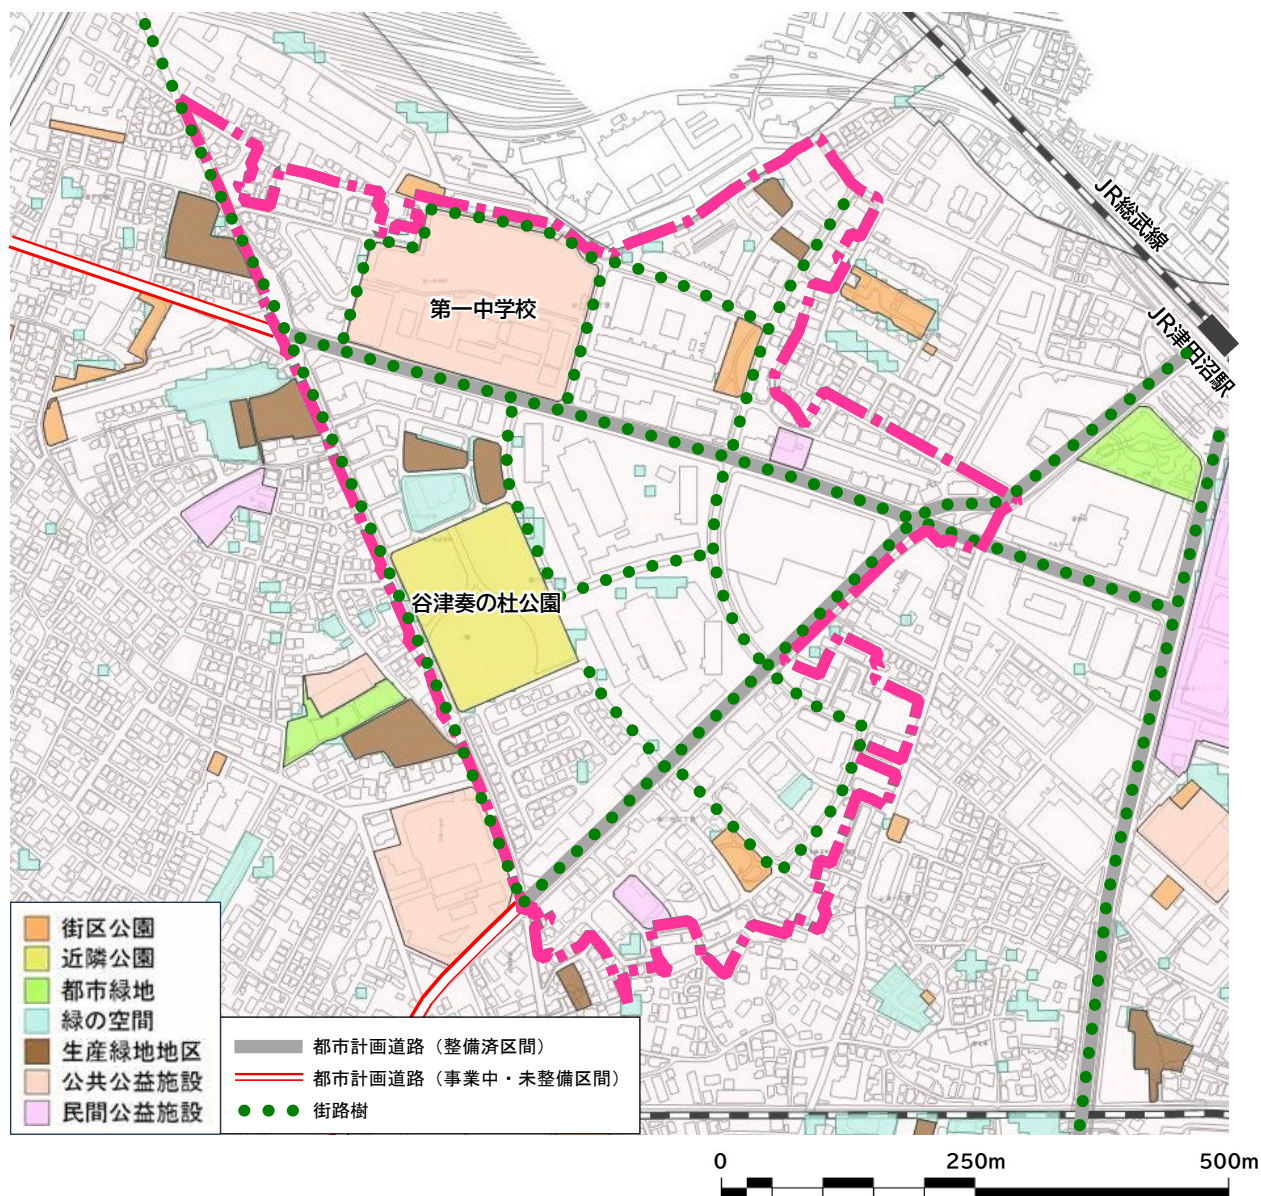 JR総武線
JR津田沼駅
第一中学校
谷津奏の杜公園
街区公園
近隣公園
都市緑地
緑の空間
生産緑地地区
公共公益施設
民間公益施設
都市計画道路（整備済区間）
都市計画道路（事業中・未整備区間）
街路樹
0 250m 500m